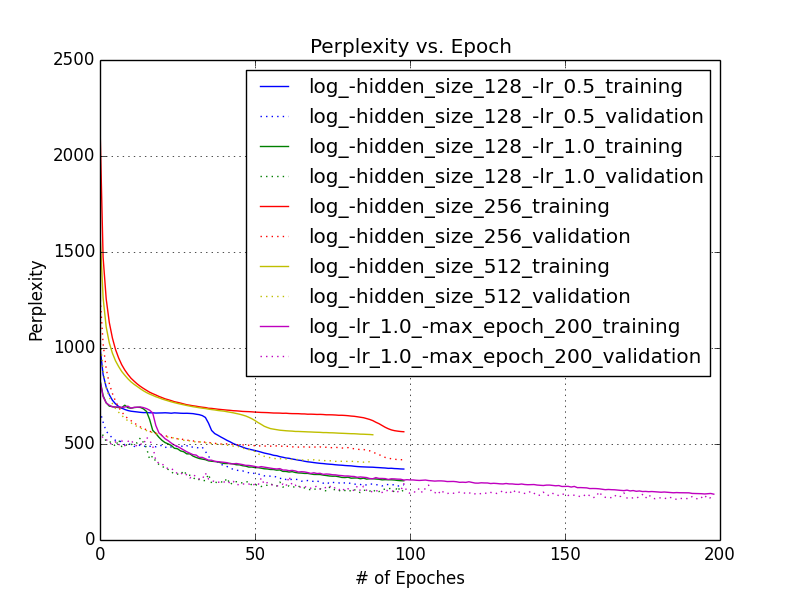 Perplexity vs. Epoch
2500
2000
1500
1000
500
0
Perplexity
log_-hidden_size_128_-lr_0.5_training
log_-hidden_size_128_-lr_0.5_validation
log_-hidden_size_128_-lr_1.0_training
log_-hidden_size_128_-lr_1.0_validation
log_-hidden_size_256_training
log_-hidden_size_256_validation
log_-hidden_size_512_training
log_-hidden_size_512_validation
log_-lr_1.0_-max_epoch_200_training
log_-lr_1.0_-max_epoch_200_validation
0 50 100 150 200
# of Epoches